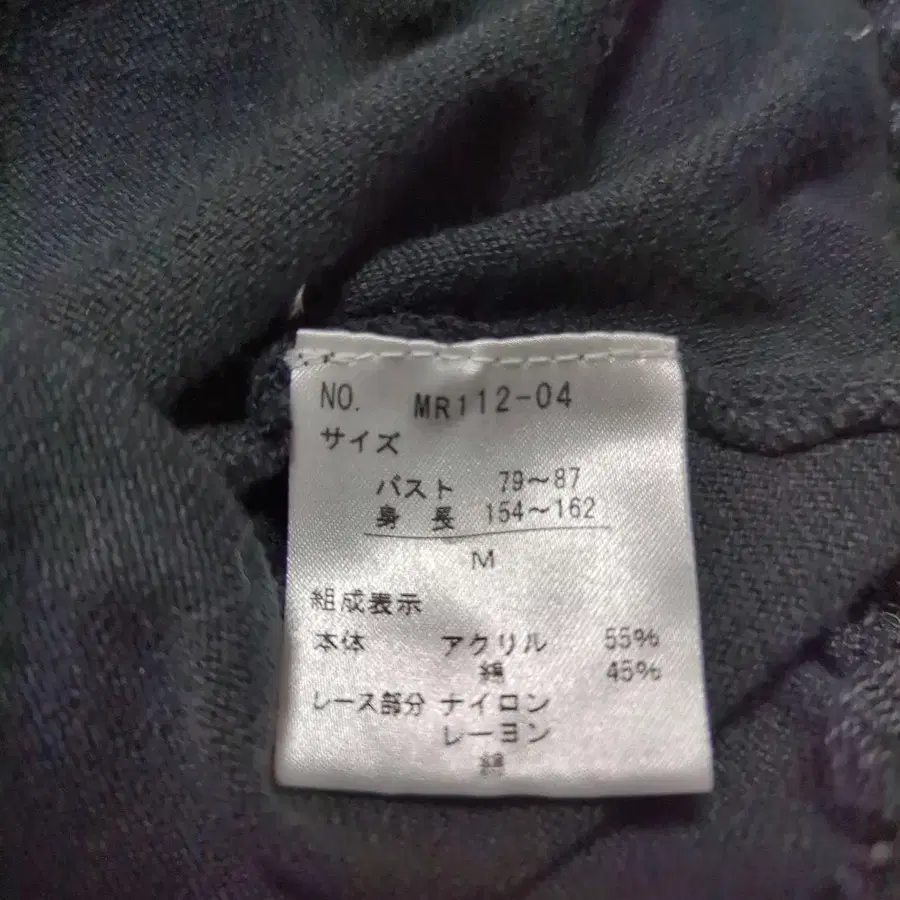 NO. MR112-04
サイズ
バスト 79〜87
身長 154〜162
M
組成表示
本体 アクリル 55%
綿 45%
レース部分 ナイロン
レーヨン
綿